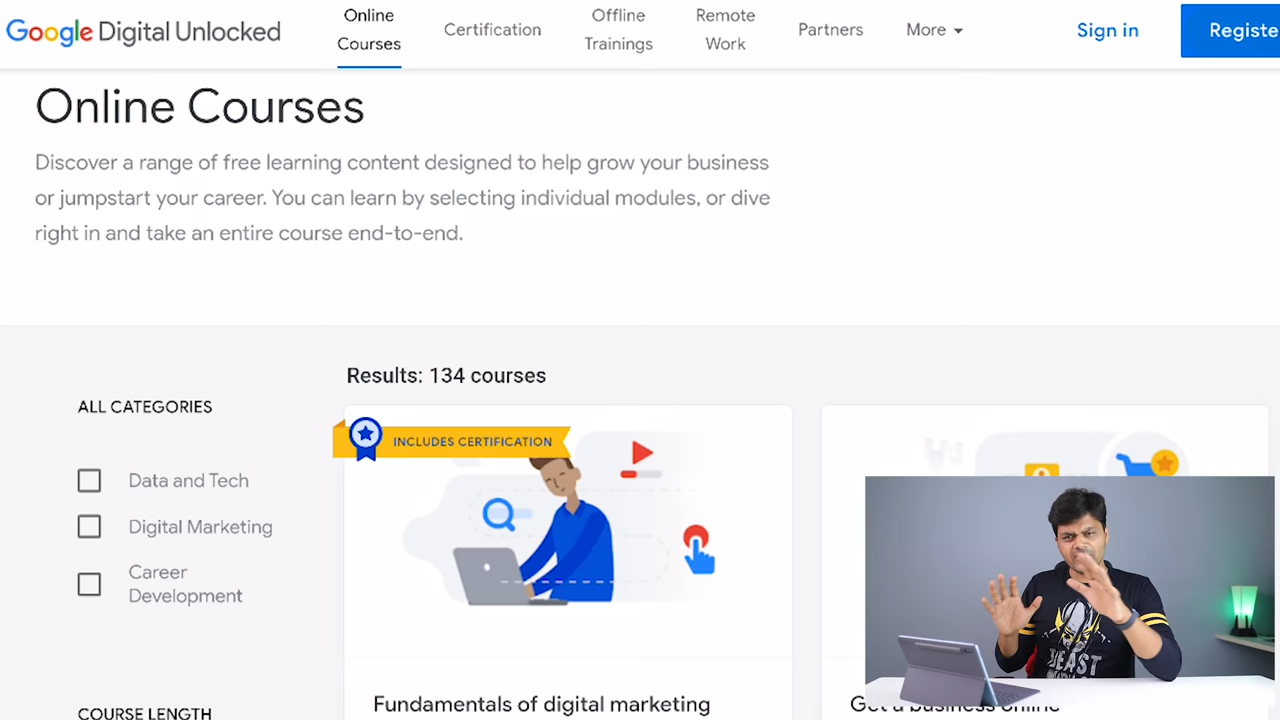 Google Digital Unlocked
Online Courses
Certification
Offline Trainings
Remote Work
Partners
More
Sign in
Registe
Online Courses
Discover a range of free learning content designed to help grow your business
or jumpstart your career. You can learn by selecting individual modules, or dive
right in and take an entire course end-to-end.
Results: 134 courses
ALL CATEGORIES
INCLUDES CERTIFICATION
Data and Tech
Digital Marketing
Career
Development
COURSE LENGTH
Fundamentals of digital marketing
Get a business online
BEAST